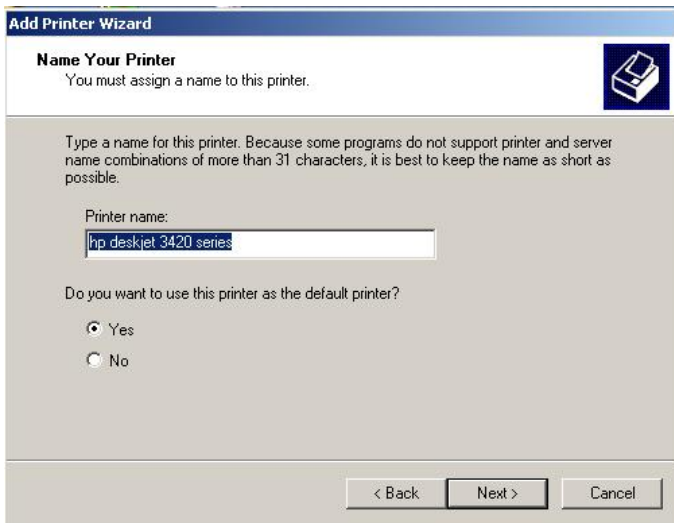 Add Printer Wizard
Name Your Printer
You must assign a name to this printer.
Type a name for this printer. Because some programs do not support printer and server
name combinations of more than 31 characters, it is best to keep the name as short as
possible.
Printer name:
hp deskjet 3420 series
Do you want to use this printer as the default printer?
Yes
No
< Back
Next >
Cancel